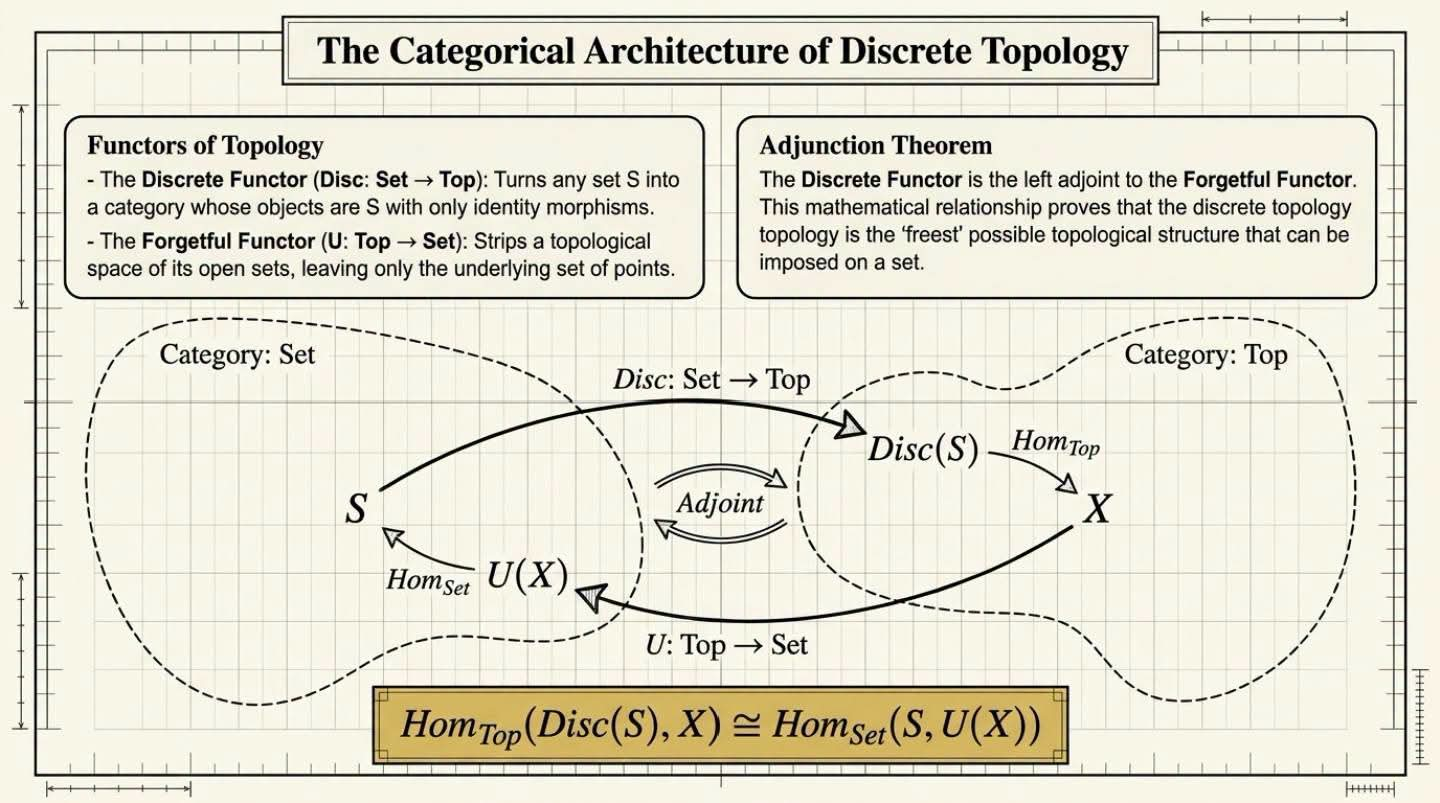 The Categorical Architecture of Discrete Topology
Functors of Topology
- The Discrete Functor (Disc: Set → Top): Turns any set S into
a category whose objects are S with only identity morphisms.
- The Forgetful Functor (U: Top → Set): Strips a topological
space of its open sets, leaving only the underlying set of points.
Adjunction Theorem
The Discrete Functor is the left adjoint to the Forgetful Functor.
This mathematical relationship proves that the discrete topology
topology is the ‘freest’ possible topological structure that can be
imposed on a set.
Category: Set
Category: Top
Disc: Set → Top
Disc(S)
Hom_Top
S
Adjoint
X
Hom_Set
U(X)
U: Top → Set
Hom_Top(Disc(S), X) ≅ Hom_Set(S, U(X))